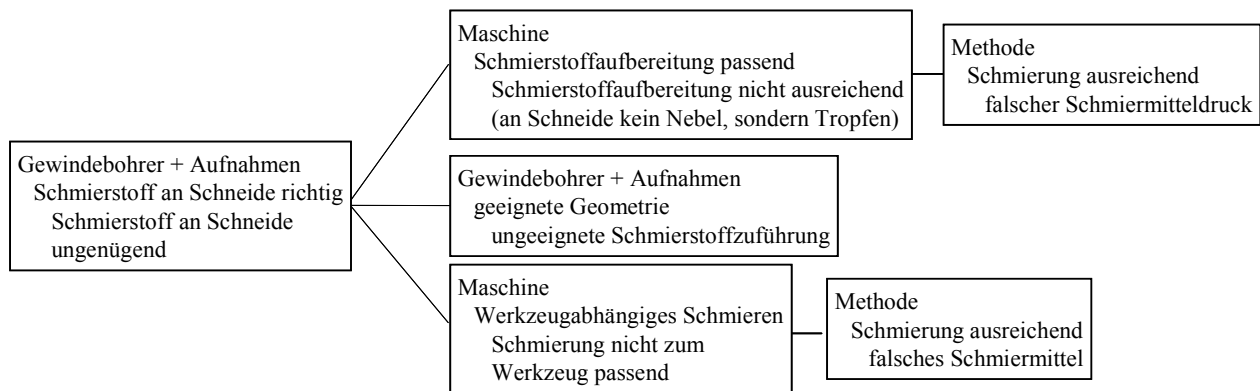 Maschine
Schmierstoffaufbereitung passend
Schmierstoffaufbereitung nicht ausreichend
(an Schneide kein Nebel, sondern Tropfen)
Methode
Schmierung ausreichend
falscher Schmiermitteldruck
Gewindebohrer + Aufnahmen
Schmierstoff an Schneide richtig
Schmierstoff an Schneide
ungenügend
Gewindebohrer + Aufnahmen
geeignete Geometrie
ungeeignete Schmierstoffzuführung
Maschine
Werkzeugabhängiges Schmieren
Schmierung nicht zum
Werkzeug passend
Methode
Schmierung ausreichend
falsches Schmiermittel